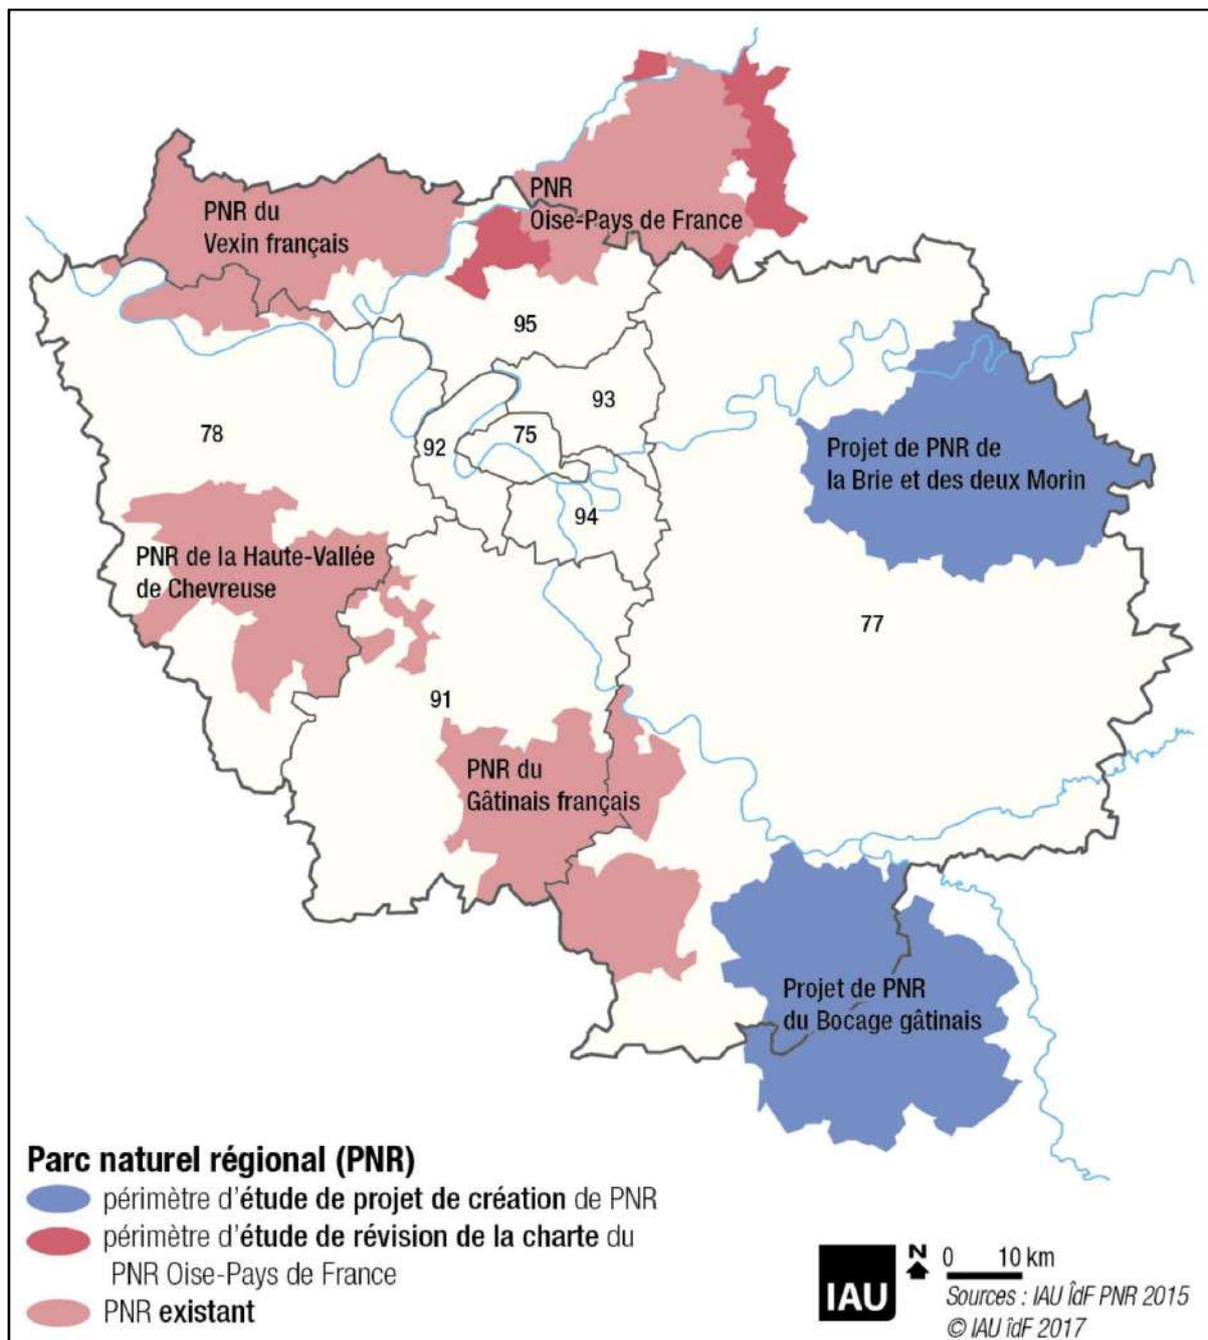 PNR
Oise-Pays de France
PNR du
Vexin français
95
93
78
92
75
94
Projet de PNR de
la Brie et des deux Morin
PNR de la Haute-Vallée
de Chevreuse
77
91
PNR du
Gâtinais français
Projet de PNR
du Bocage gâtinais
Parc naturel régional (PNR)
périmètre d'étude de projet de création de PNR
périmètre d'étude de révision de la charte du
PNR Oise-Pays de France
PNR existant
IAU
N
0 10 km
Sources : IAU îdF PNR 2015
© IAU îdF 2017